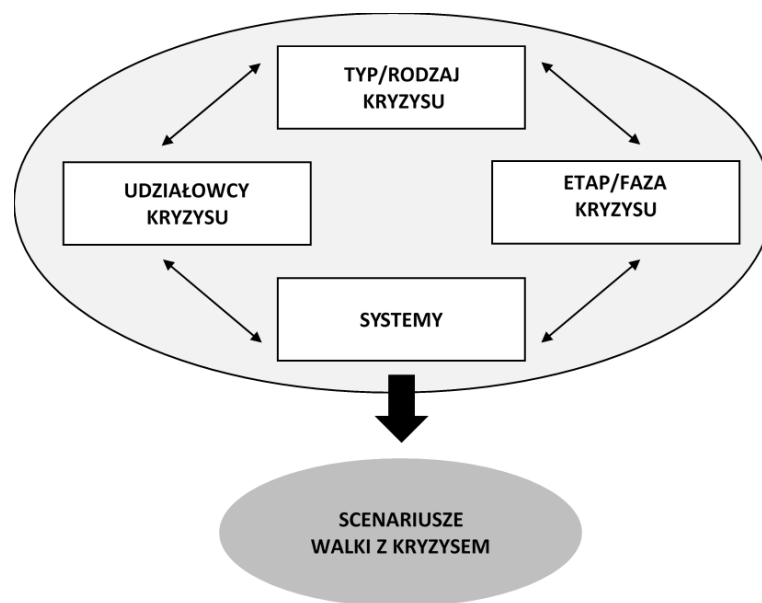 TYP/RODZAJ
KRYZYSU
UDZIAŁOWCY
KRYZYSU
ETAP/FAZA
KRYZYSU
SYSTEMY
SCENARIUSZE
WALKI Z KRYZYSEM